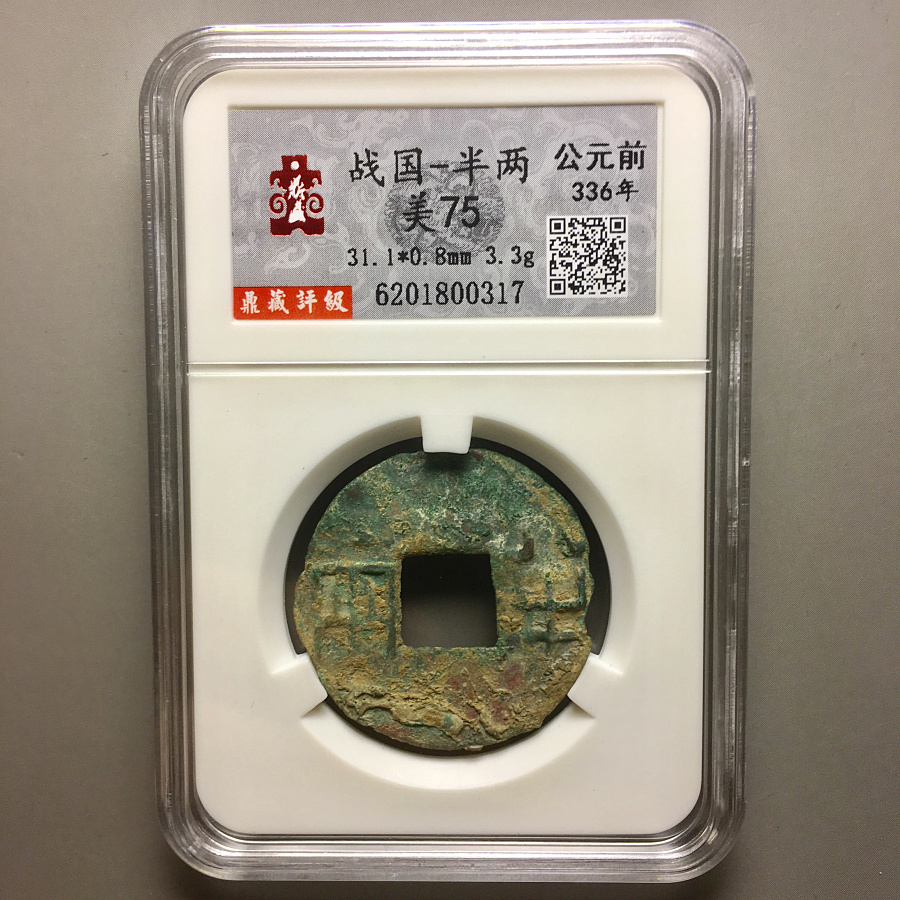 战国-半两
公元前
336年
美75
31.1*0.8mm 3.3g
鼎藏評級
6201800317
半
两